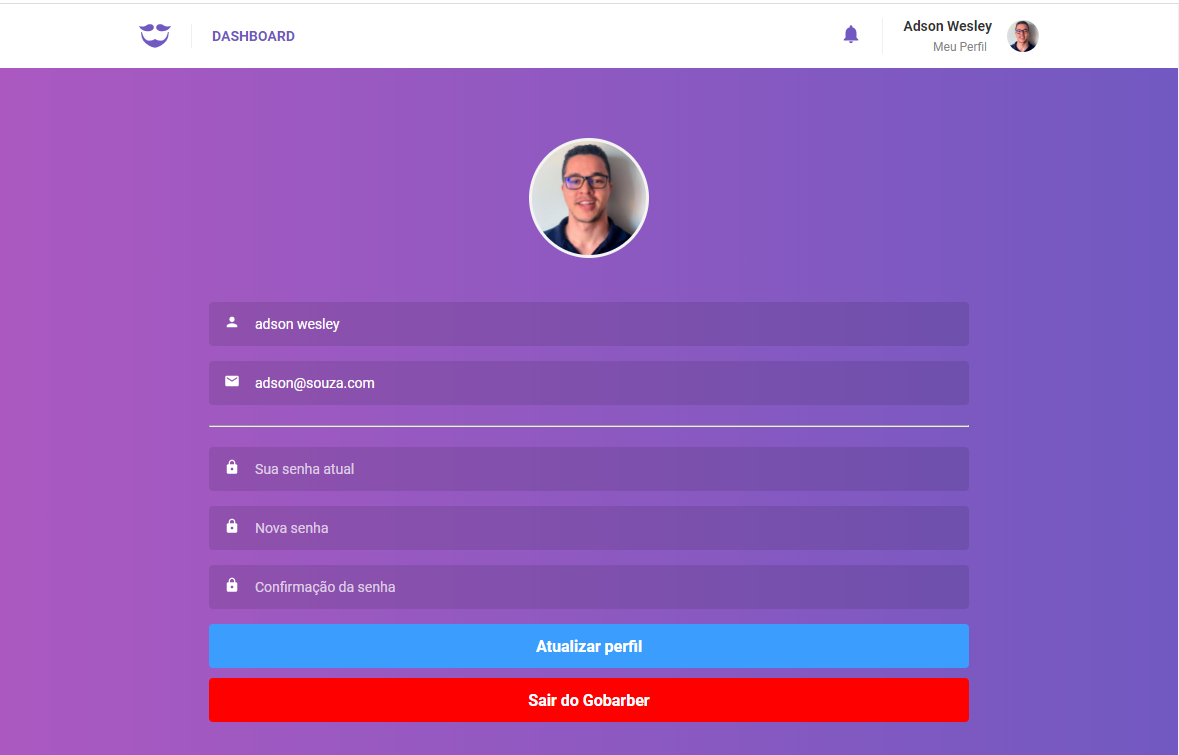 DASHBOARD
Adson Wesley
Meu Perfil
adson wesley
adson@souza.com
Sua senha atual
Nova senha
Confirmação da senha
Atualizar perfil
Sair do Gobarber